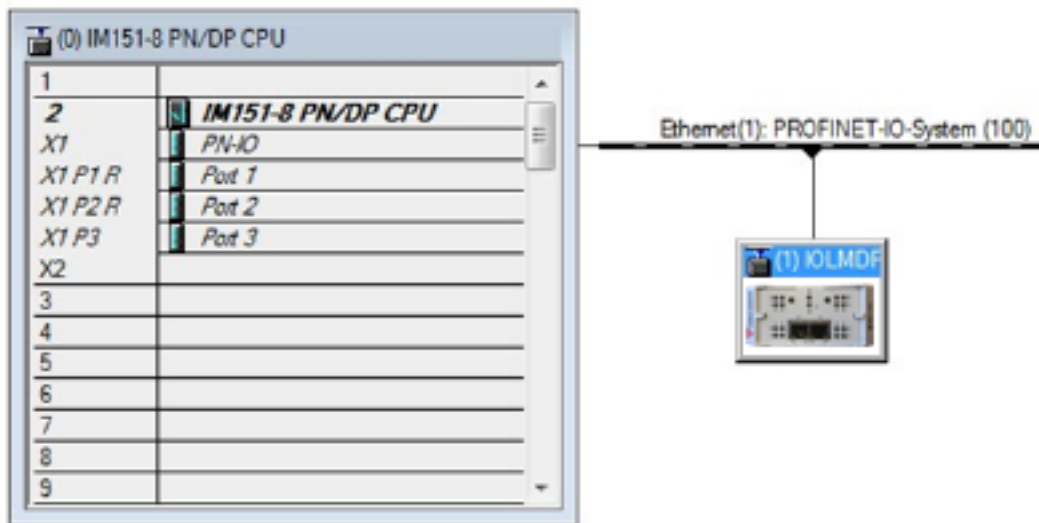 (0) IM151-8 PN/DP CPU
1
2 IM151-8 PN/DP CPU
X1 PN-IO
X1 P1 R Port 1
X1 P2 R Port 2
X1 P3 Port 3
X2
3
4
5
6
7
8
9
Ethernet(1): PROFINET-IO-System (100)
(1) IOLMDF